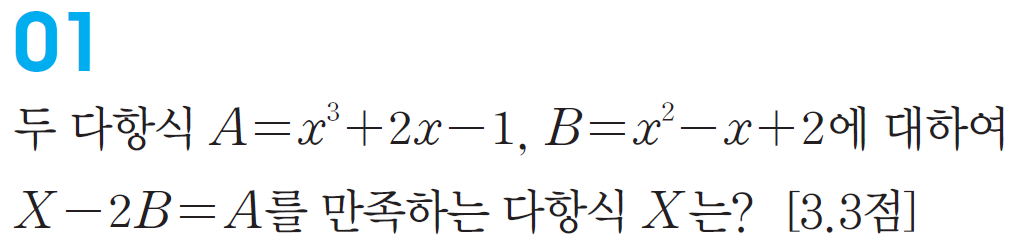 01
두 다항식 A=x³+2x-1, B=x²-x+2에 대하여
X-2B=A를 만족하는 다항식 X는? [3.3점]